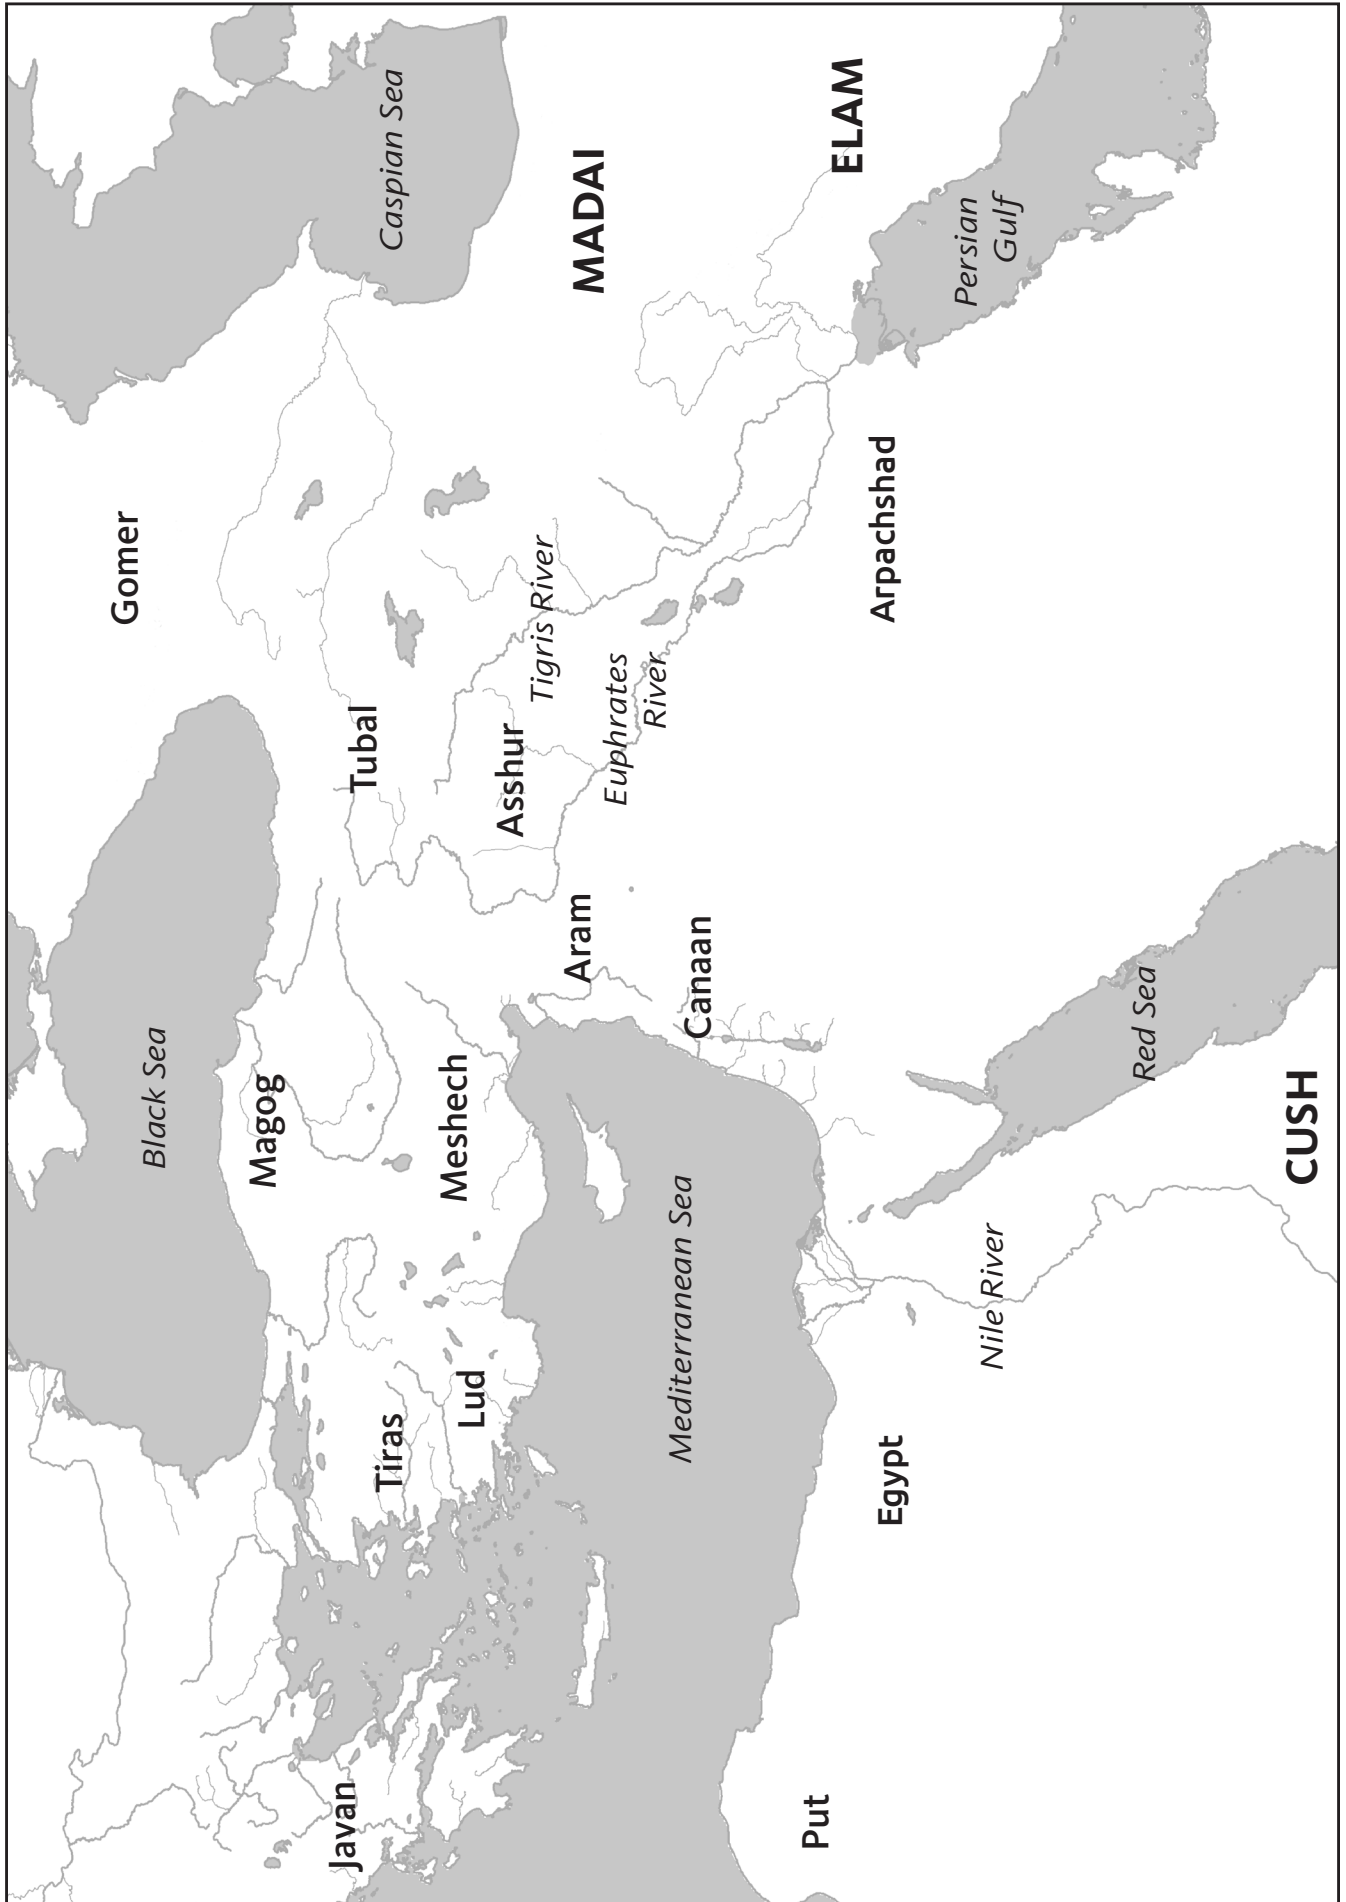 Gomer
Black Sea
Caspian Sea
Magog
Tubal
Javan
Tiras
Meshech
Lud
Asshur
Tigris River
MADAI
Aram
Euphrates
River
Mediterranean Sea
Canaan
Put
Egypt
Arpachshad
ELAM
Persian
Gulf
Nile River
Red Sea
CUSH